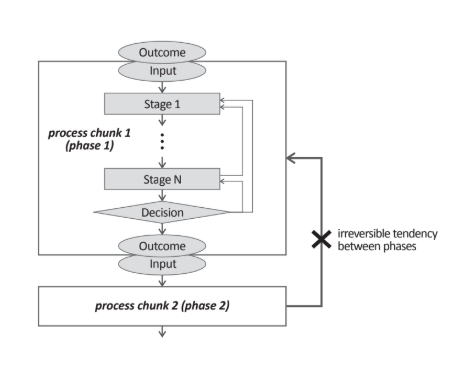 Outcome
Input
Stage 1
process chunk 1
(phase 1)
Stage N
Decision
Outcome
Input
irreversible tendency
between phases
process chunk 2 (phase 2)